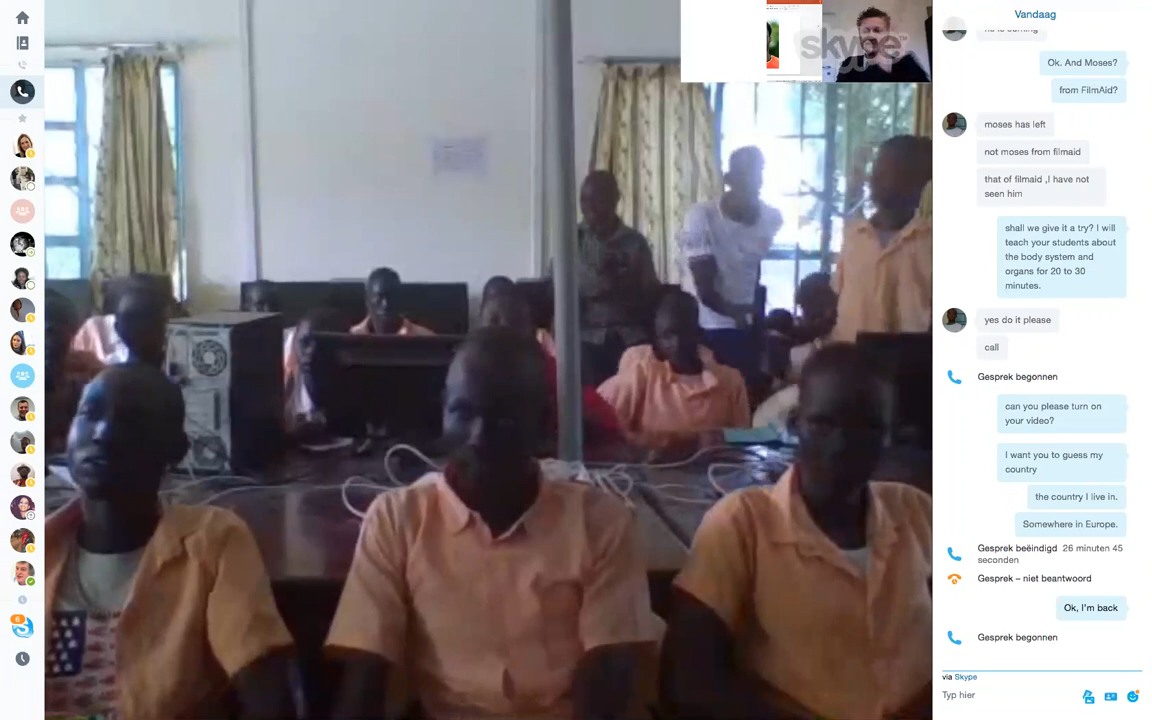 skype™
Vandaag
Ok. And Moses?
from FilmAid?
moses has left
not moses from filmaid
that of filmaid ,I have not
seen him
shall we give it a try? I will
teach your students about
the body system and
organs for 20 to 30
minutes.
yes do it please
call
Gesprek begonnen
can you please turn on
your video?
I want you to guess my
country
the country I live in.
Somewhere in Europe.
Gesprek beëindigd 26 minuten 45
seconden
Gesprek – niet beantwoord
Ok, I'm back
Gesprek begonnen
via Skype
Typ hier
6